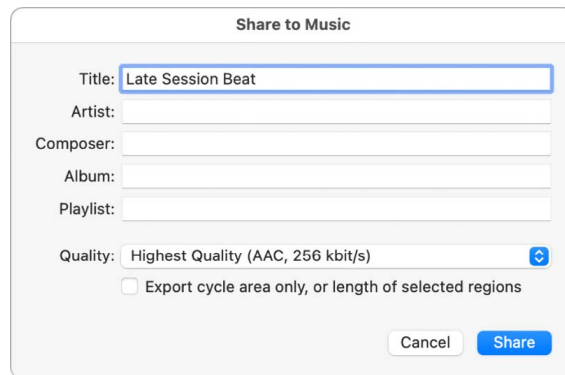 Share to Music
Title: Late Session Beat
Artist:
Composer:
Album:
Playlist:
Quality: Highest Quality (AAC, 256 kbit/s)
Export cycle area only, or length of selected regions
Cancel Share